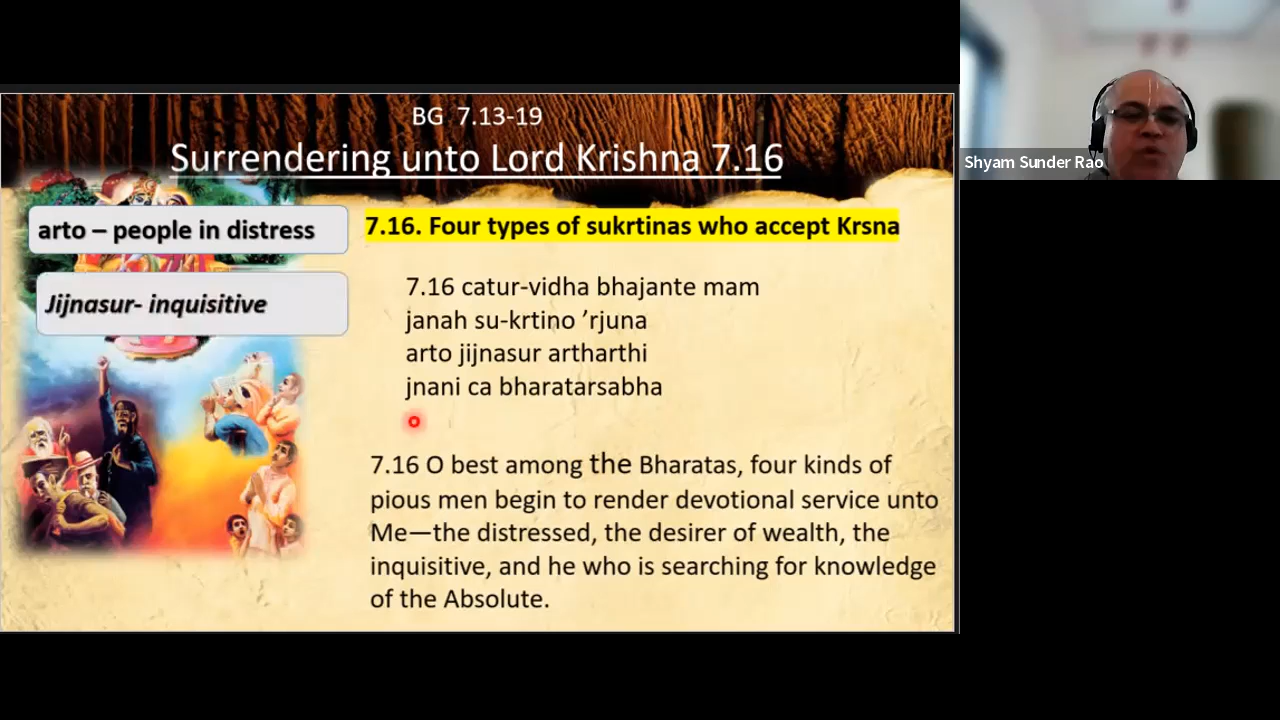 BG 7.13-19
Surrendering unto Lord Krishna 7.16
arto – people in distress
Jijnasur- inquisitive
7.16. Four types of sukrtinas who accept Krsna
7.16 catur-vidha bhajante mam
janah su-krtino ’rjuna
arto jijnasur artharthi
jnani ca bharatarsabha
7.16 O best among the Bharatas, four kinds of
pious men begin to render devotional service unto
Me—the distressed, the desirer of wealth, the
inquisitive, and he who is searching for knowledge
of the Absolute.
Shyam Sunder Rao